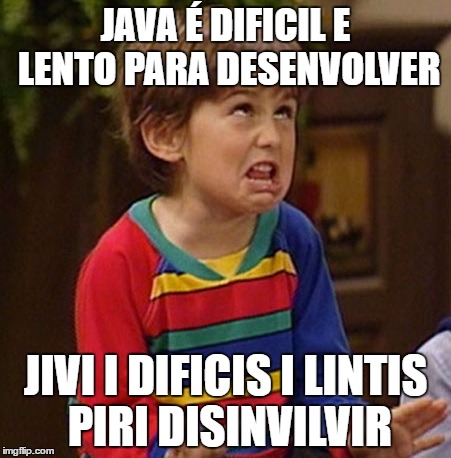 JAVA É DIFICIL E
LENTO PARA DESENVOLVER
JIVI I DIFICIS I LINTIS
PIRI DISINVILVIR
imgflip.com